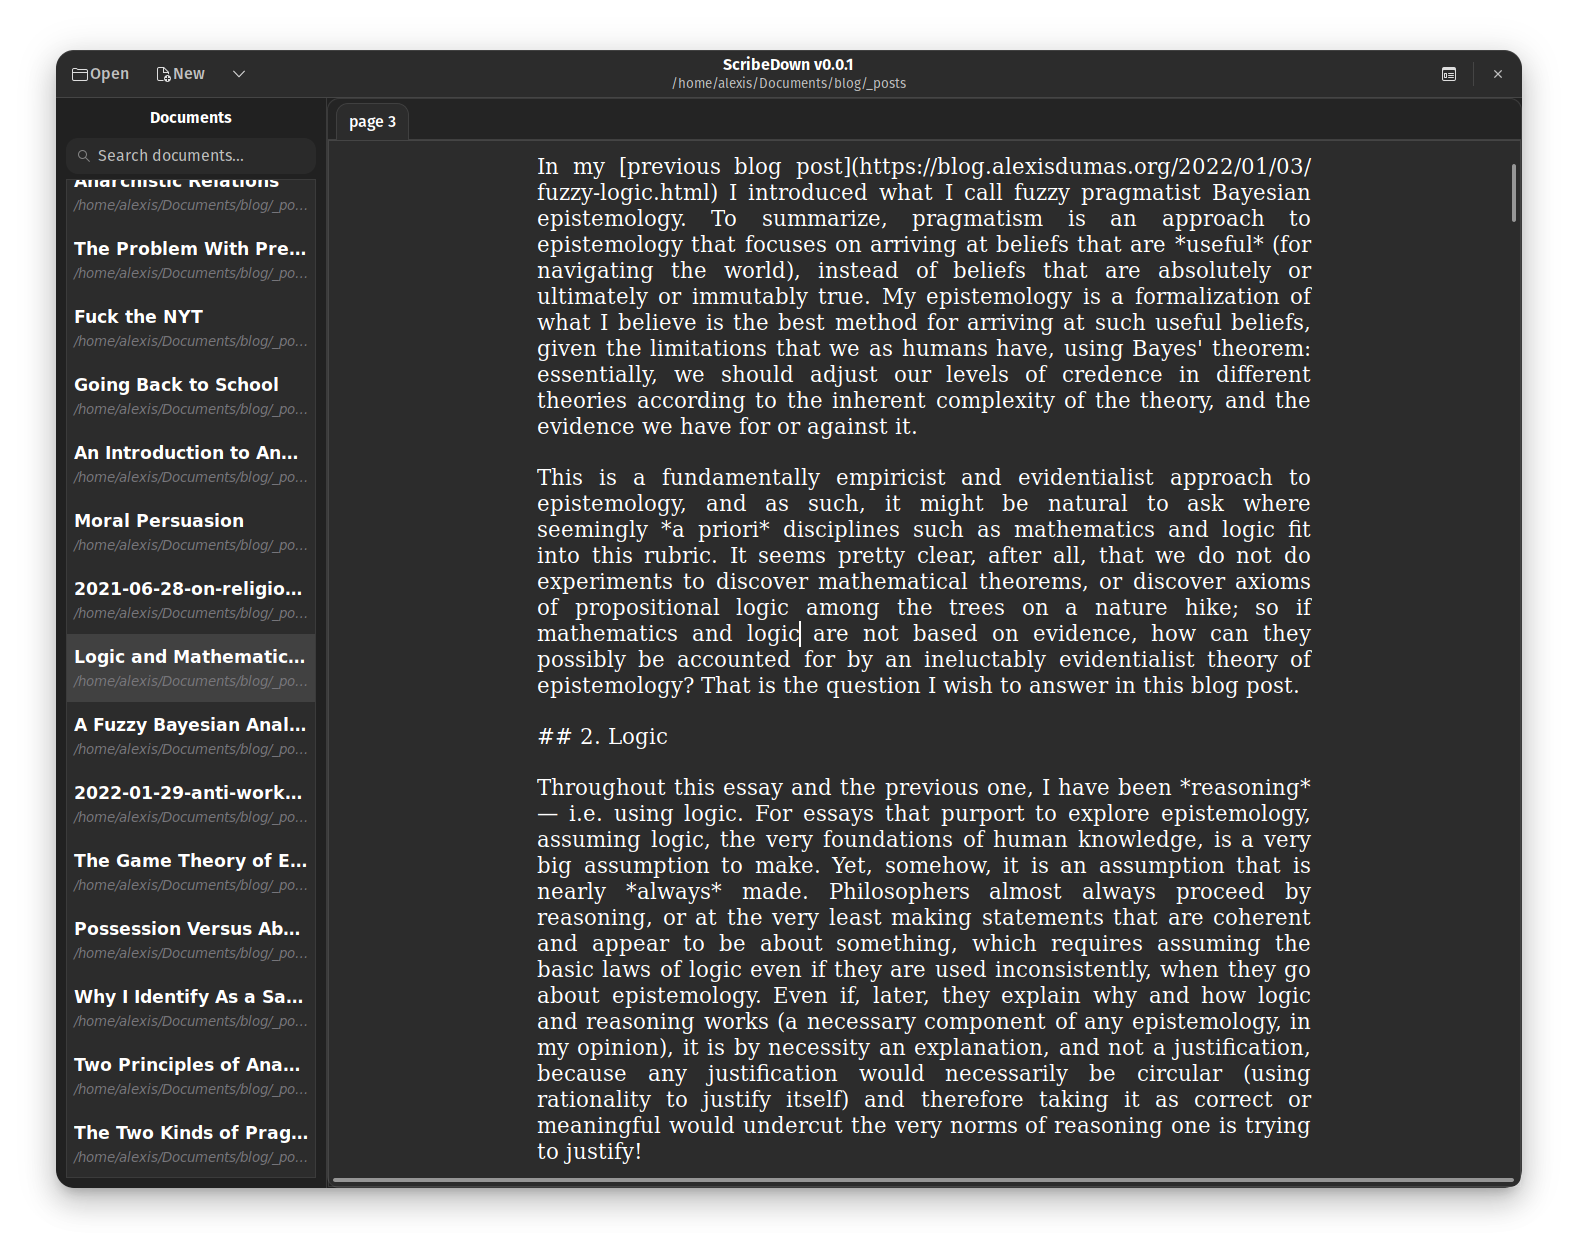 Open
New
ScribeDown v0.0.1
/home/alexis/Documents/blog/_posts
Documents
Search documents...
Anarchistic Relations
/home/alexis/Documents/blog/_po...
The Problem With Pre...
/home/alexis/Documents/blog/_po...
Fuck the NYT
/home/alexis/Documents/blog/_po...
Going Back to School
/home/alexis/Documents/blog/_po...
An Introduction to An...
/home/alexis/Documents/blog/_po...
Moral Persuasion
/home/alexis/Documents/blog/_po...
2021-06-28-on-religio...
/home/alexis/Documents/blog/_po...
Logic and Mathematic...
/home/alexis/Documents/blog/_po...
A Fuzzy Bayesian Anal...
/home/alexis/Documents/blog/_po...
2022-01-29-anti-work...
/home/alexis/Documents/blog/_po...
The Game Theory of E...
/home/alexis/Documents/blog/_po...
Possession Versus Ab...
/home/alexis/Documents/blog/_po...
Why I Identify As a Sa...
/home/alexis/Documents/blog/_po...
Two Principles of Ana...
/home/alexis/Documents/blog/_po...
The Two Kinds of Prag...
/home/alexis/Documents/blog/_po...
page 3
In my [previous blog post](https://blog.alexisdumas.org/2022/01/03/
fuzzy-logic.html) I introduced what I call fuzzy pragmatist Bayesian
epistemology. To summarize, pragmatism is an approach to
epistemology that focuses on arriving at beliefs that are *useful* (for
navigating the world), instead of beliefs that are absolutely or
ultimately or immutably true. My epistemology is a formalization of
what I believe is the best method for arriving at such useful beliefs,
given the limitations that we as humans have, using Bayes' theorem:
essentially, we should adjust our levels of credence in different
theories according to the inherent complexity of the theory, and the
evidence we have for or against it.
This is a fundamentally empiricist and evidentialist approach to
epistemology, and as such, it might be natural to ask where
seemingly *a priori* disciplines such as mathematics and logic fit
into this rubric. It seems pretty clear, after all, that we do not do
experiments to discover mathematical theorems, or discover axioms
of propositional logic among the trees on a nature hike; so if
mathematics and logic are not based on evidence, how can they
possibly be accounted for by an ineluctably evidentialist theory of
epistemology? That is the question I wish to answer in this blog post.
## 2. Logic
Throughout this essay and the previous one, I have been *reasoning*
— i.e. using logic. For essays that purport to explore epistemology,
assuming logic, the very foundations of human knowledge, is a very
big assumption to make. Yet, somehow, it is an assumption that is
nearly *always* made. Philosophers almost always proceed by
reasoning, or at the very least making statements that are coherent
and appear to be about something, which requires assuming the
basic laws of logic even if they are used inconsistently, when they go
about epistemology. Even if, later, they explain why and how logic
and reasoning works (a necessary component of any epistemology, in
my opinion), it is by necessity an explanation, and not a justification,
because any justification would necessarily be circular (using
rationality to justify itself) and therefore taking it as correct or
meaningful would undercut the very norms of reasoning one is trying
to justify!